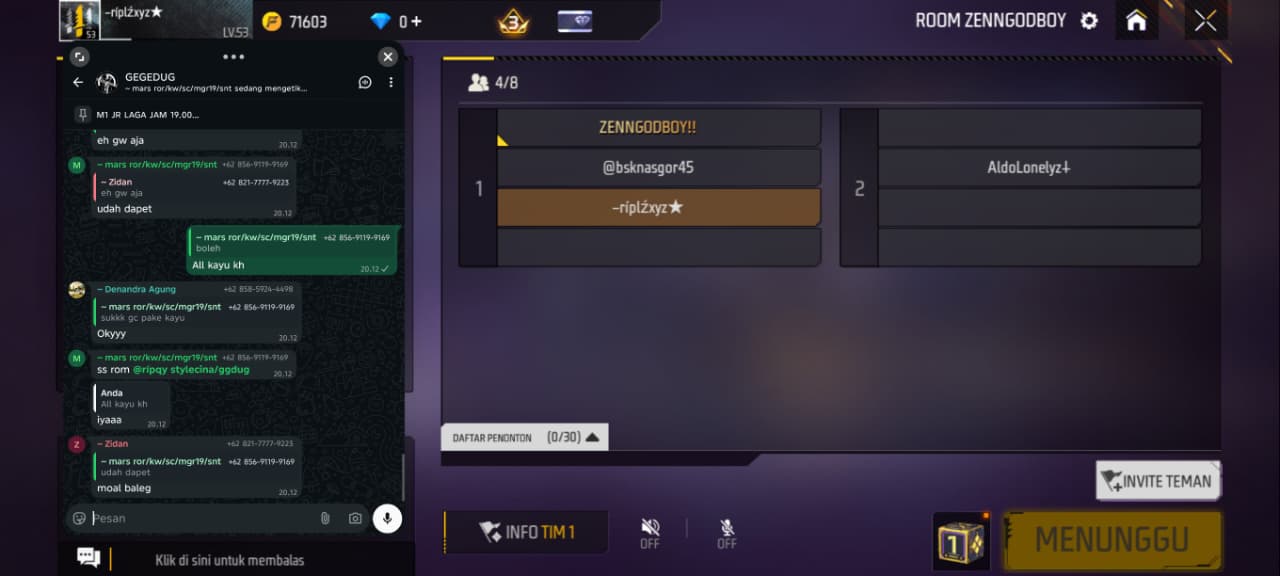 53
–ríplźxyz★
LV.53
71603
0 +
3
ROOM ZENNGODBOY
GEGEDUG
~ mars ror/kw/sc/mgr19/snt sedang mengetik...
M1 JR LAGA JAM 19.00...
eh gw aja
20.12
M
~ mars ror/kw/sc/mgr19/snt +62 856-9119-9169
~ Zidan +62 821-7777-9223
eh gw aja
udah dapet
20.12
~ mars ror/kw/sc/mgr19/snt +62 856-9119-9169
boleh
All kayu kh
20.12
~ Denandra Agung +62 858-5924-4498
~ mars ror/kw/sc/mgr19/snt +62 856-9119-9169
sukkk gc pake kayu
Okyyy
20.12
M
~ mars ror/kw/sc/mgr19/snt +62 856-9119-9169
ss rom @ripqy stylecina/ggdug
20.12
Anda
All kayu kh
iyaaa
20.12
Z
~ Zidan +62 821-7777-9223
~ mars ror/kw/sc/mgr19/snt +62 856-9119-9169
udah dapet
moal baleg
20.12
Pesan
Klik di sini untuk membalas
4/8
1
ZENNGODBOY!!
@bsknasgor45
–ríplźxyz★
2
AldoLonelyz⸸
DAFTAR PENONTON (0/30)
INVITE TEMAN
INFO TIM 1
OFF
OFF
1
MENUNGGU